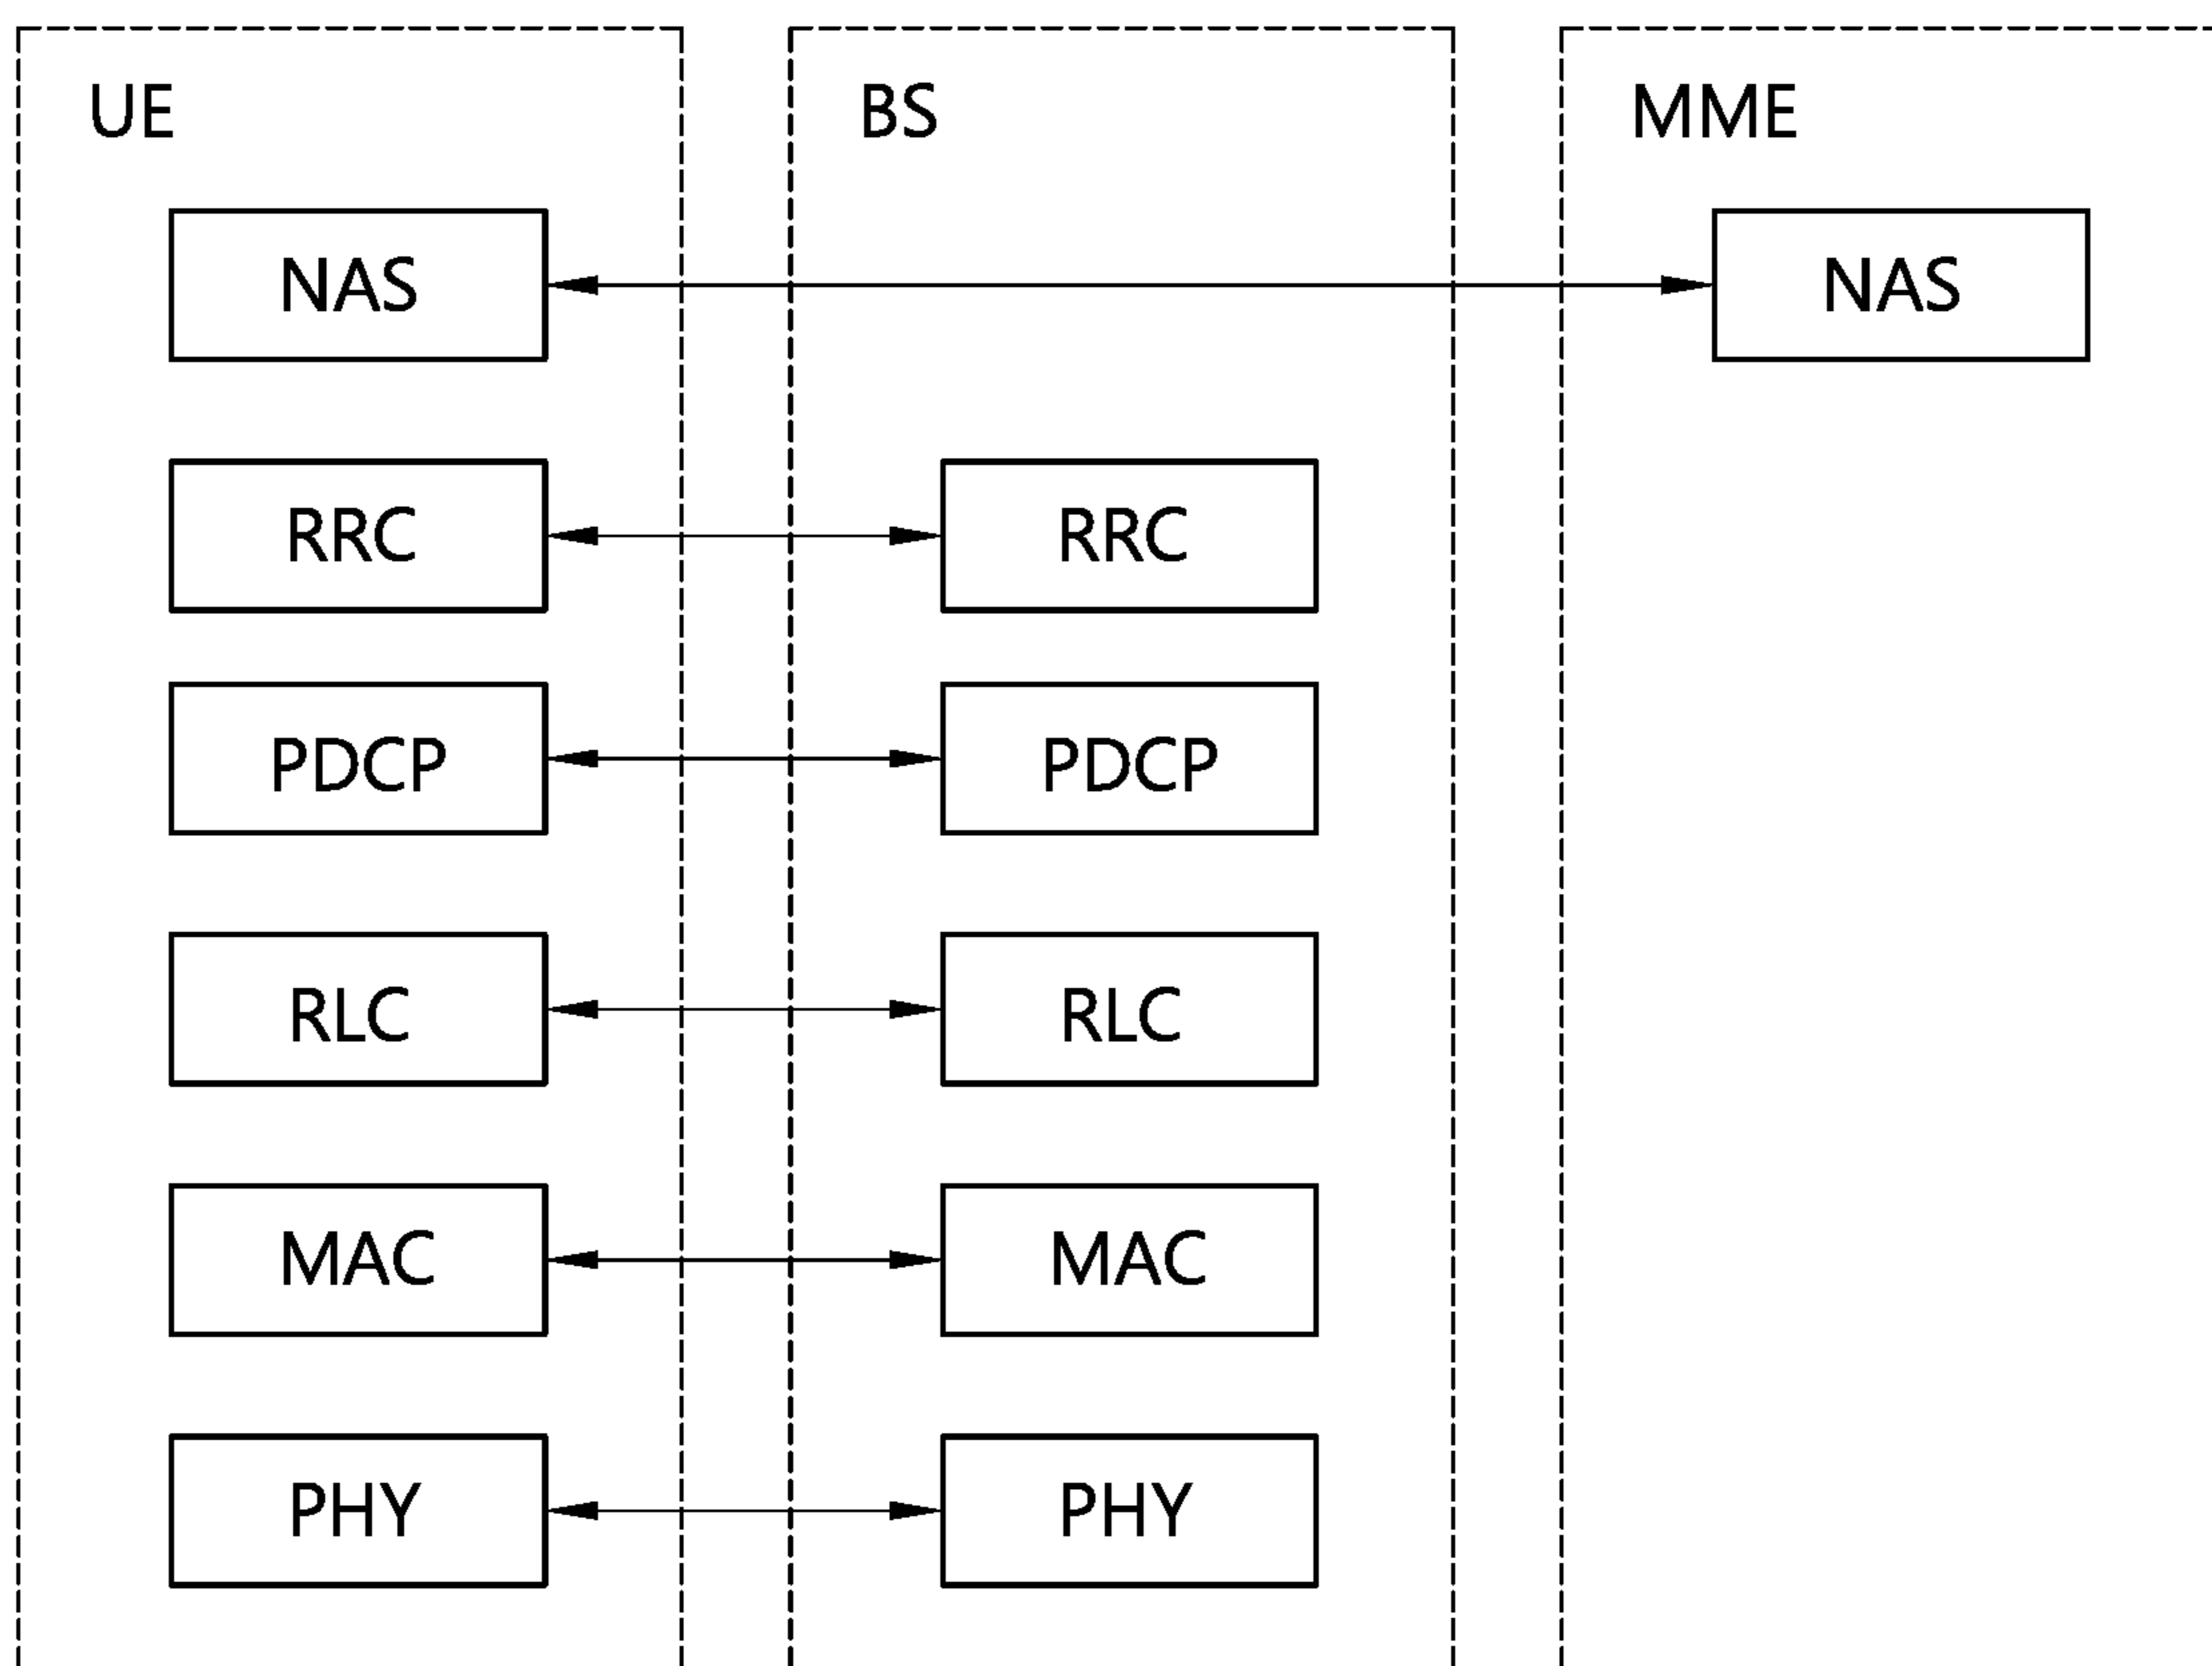 UE BS MME
NAS NAS
RRC RRC
PDCP PDCP
RLC RLC
MAC MAC
PHY PHY